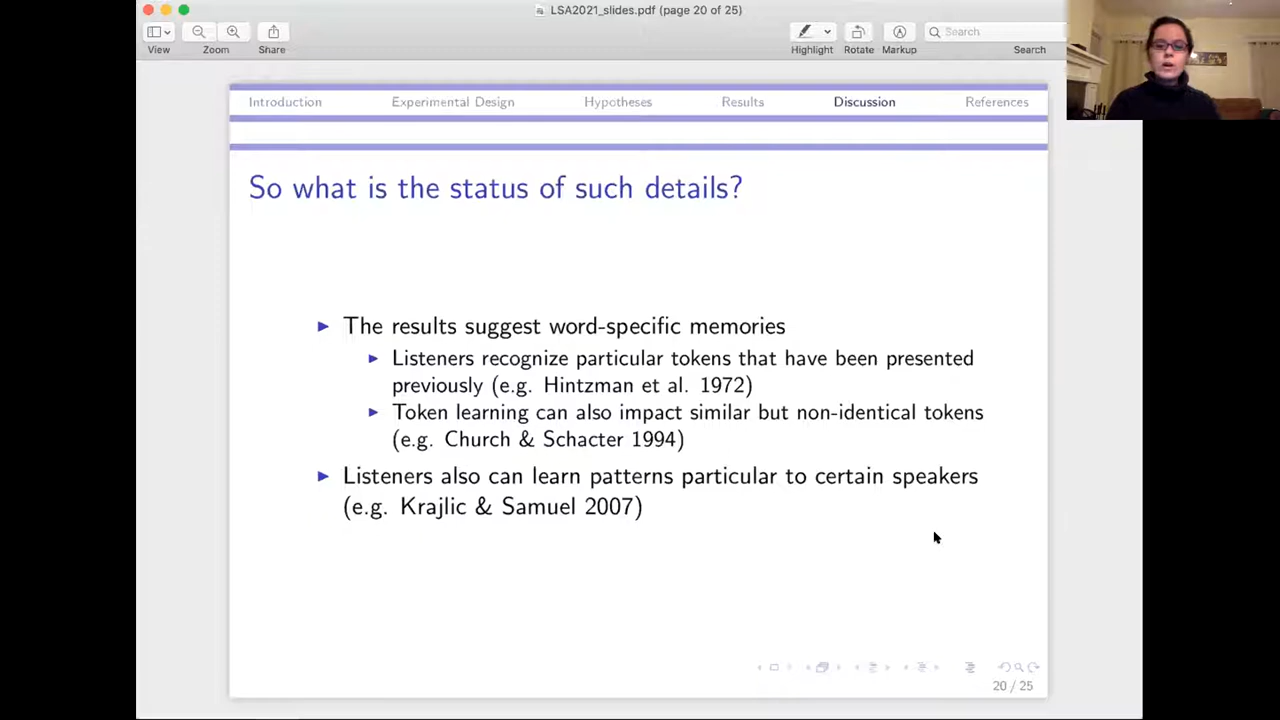 LSA2021_slides.pdf (page 20 of 25)
View
Zoom
Share
Highlight
Rotate
Markup
Search
Search
Introduction
Experimental Design
Hypotheses
Results
Discussion
References
So what is the status of such details?
The results suggest word-specific memories
Listeners recognize particular tokens that have been presented
previously (e.g. Hintzman et al. 1972)
Token learning can also impact similar but non-identical tokens
(e.g. Church & Schacter 1994)
Listeners also can learn patterns particular to certain speakers
(e.g. Krajlic & Samuel 2007)
20 / 25